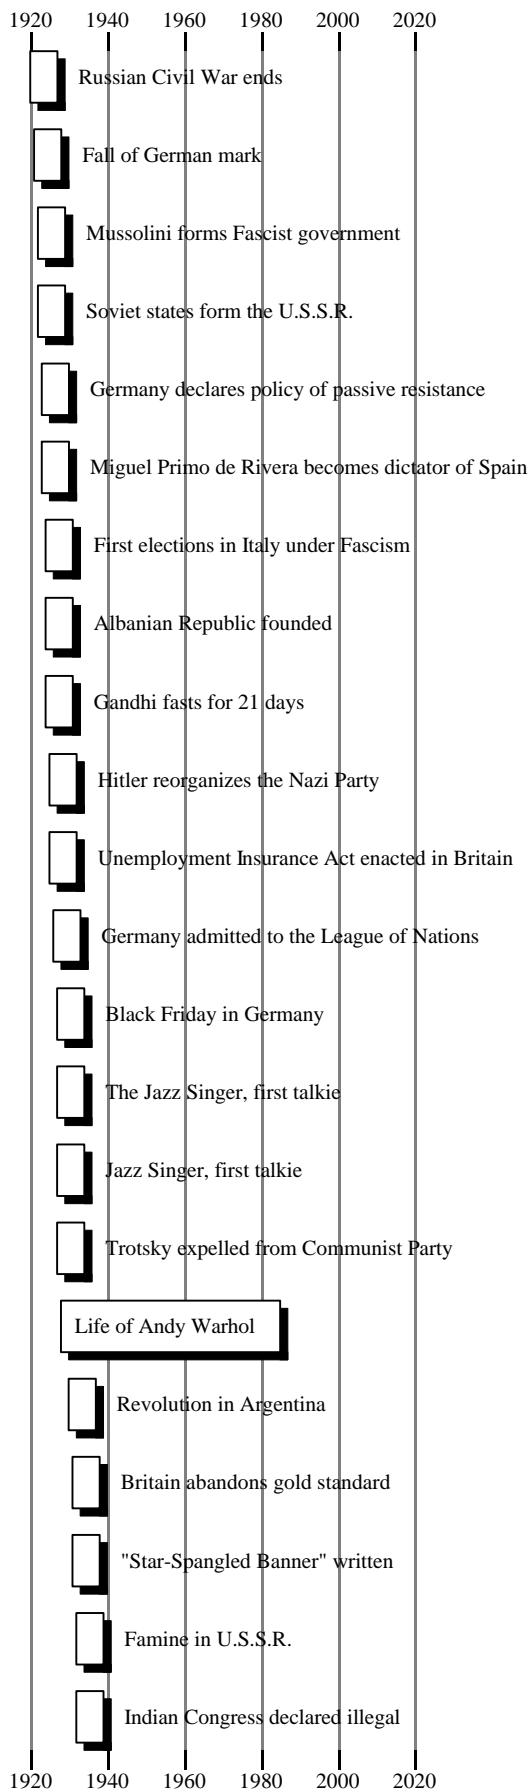 1920 1940 1960 1980 2000 2020
Russian Civil War ends
Fall of German mark
Mussolini forms Fascist government
Soviet states form the U.S.S.R.
Germany declares policy of passive resistance
Miguel Primo de Rivera becomes dictator of Spain
First elections in Italy under Fascism
Albanian Republic founded
Gandhi fasts for 21 days
Hitler reorganizes the Nazi Party
Unemployment Insurance Act enacted in Britain
Germany admitted to the League of Nations
Black Friday in Germany
The Jazz Singer, first talkie
Jazz Singer, first talkie
Trotsky expelled from Communist Party
Life of Andy Warhol
Revolution in Argentina
Britain abandons gold standard
"Star-Spangled Banner" written
Famine in U.S.S.R.
Indian Congress declared illegal
1920 1940 1960 1980 2000 2020